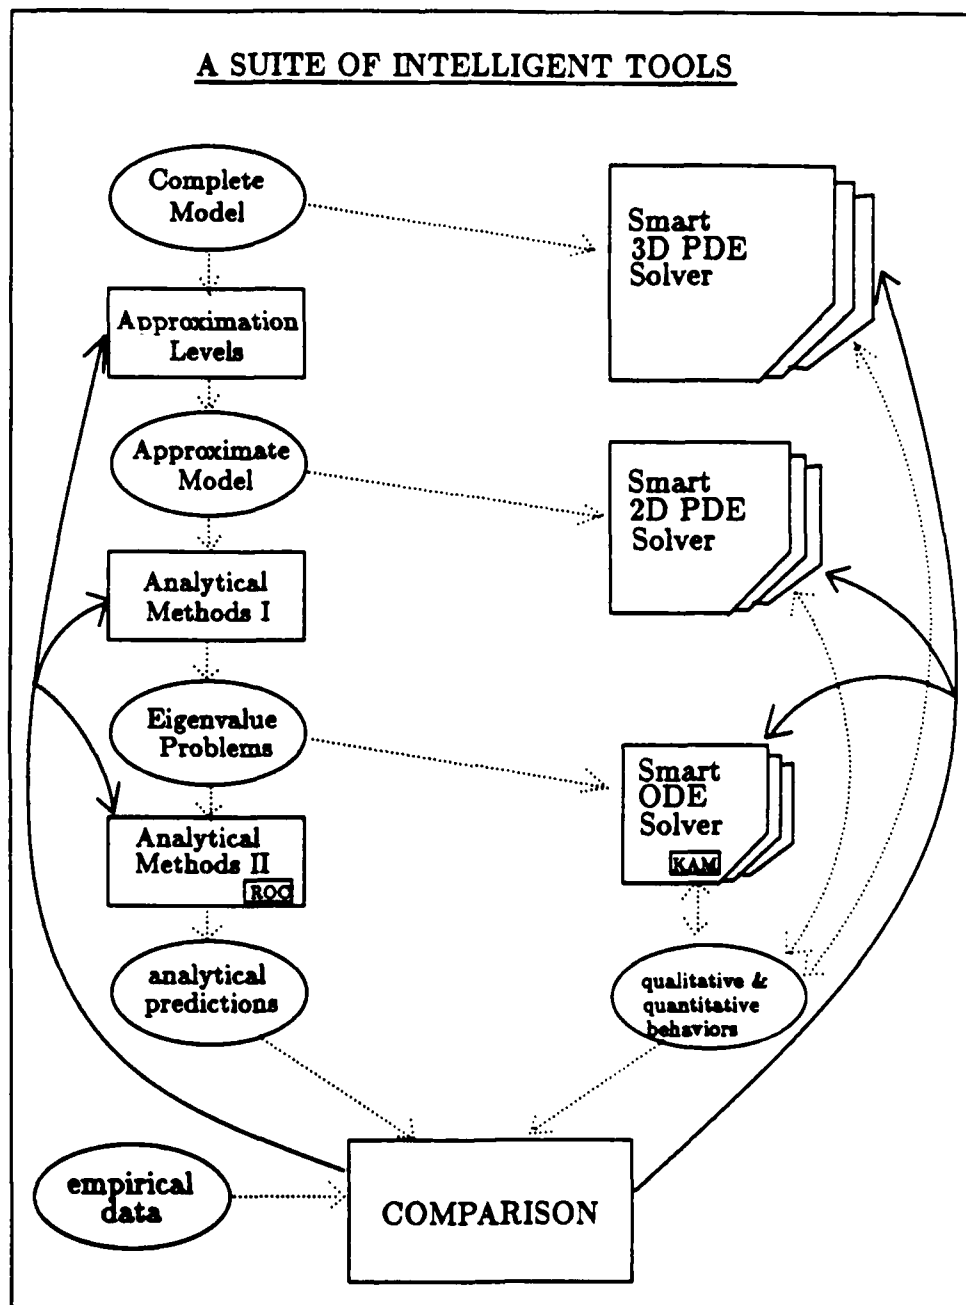 A SUITE OF INTELLIGENT TOOLS
Complete
Model
Smart
3D PDE
Solver
Approximation
Levels
Approximate
Model
Smart
2D PDE
Solver
Analytical
Methods I
Eigenvalue
Problems
Smart
ODE
Solver
KAM
Analytical
Methods II
ROC
analytical
predictions
qualitative &
quantitative
behaviors
empirical
data
COMPARISON